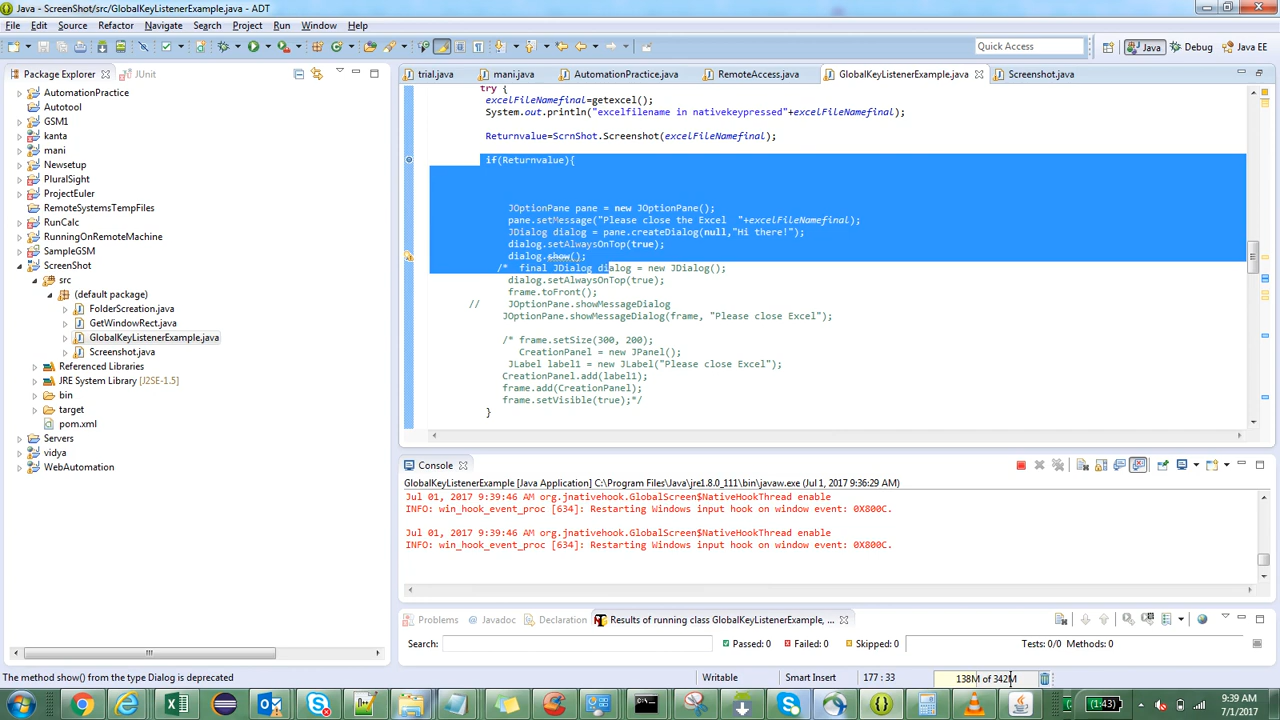 Java - ScreenShot/src/GlobalKeyListenerExample.java - ADT
File Edit Source Refactor Navigate Search Project Run Window Help
Quick Access
Java
Debug
Java EE
Package Explorer
JUnit
AutomationPractice
Autotool
GSM1
kanta
mani
Newsetup
PluralSight
ProjectEuler
RemoteSystemsTempFiles
RunCalc
RunningOnRemoteMachine
SampleGSM
ScreenShot
src
(default package)
FolderScreation.java
GetWindowRect.java
GlobalKeyListenerExample.java
Screenshot.java
Referenced Libraries
JRE System Library [J2SE-1.5]
bin
target
pom.xml
Servers
vidya
WebAutomation
trial.java mani.java AutomationPractice.java RemoteAccess.java GlobalKeyListenerExample.java Screenshot.java
try {
excelFileNamefinal=getexcel();
System.out.println("excelfilename in nativekeypressed"+excelFileNamefinal);
Returnvalue=ScrnShot.Screenshot(excelFileNamefinal);
if(Returnvalue){
JOptionPane pane = new JOptionPane();
pane.setMessage("Please close the Excel  "+excelFileNamefinal);
JDialog dialog = pane.createDialog(null,"Hi there!");
dialog.setAlwaysOnTop(true);
dialog.show();
/*  final JDialog dialog = new JDialog();
dialog.setAlwaysOnTop(true);
frame.toFront();
//    JOptionPane.showMessageDialog
JOptionPane.showMessageDialog(frame, "Please close Excel");
/* frame.setSize(300, 200);
CreationPanel = new JPanel();
JLabel label1 = new JLabel("Please close Excel");
CreationPanel.add(label1);
frame.add(CreationPanel);
frame.setVisible(true);*/
}
Console
GlobalKeyListenerExample [Java Application] C:\Program Files\Java\jre1.8.0_111\bin\javaw.exe (Jul 1, 2017 9:36:29 AM)
Jul 01, 2017 9:39:46 AM org.jnativehook.GlobalScreen$NativeHookThread enable
INFO: win_hook_event_proc [634]: Restarting Windows input hook on window event: 0X800C.
Jul 01, 2017 9:39:46 AM org.jnativehook.GlobalScreen$NativeHookThread enable
INFO: win_hook_event_proc [634]: Restarting Windows input hook on window event: 0X800C.
Problems Javadoc Declaration Results of running class GlobalKeyListenerExample, ...
Search: Passed: 0 Failed: 0 Skipped: 0 Tests: 0/0 Methods: 0
The method show() from the type Dialog is deprecated
Writable
Smart Insert
177 : 33
138M of 342M
(1:43)
9:39 AM
7/1/2017